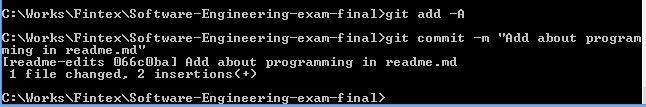 C:\Works\Fintex\Software-Engineering-exam-final>git add -A
C:\Works\Fintex\Software-Engineering-exam-final>git commit -m "Add about program
ming in readme.md"
[readme-edits 066c0ba] Add about programming in readme.md
 1 file changed, 2 insertions(+)
C:\Works\Fintex\Software-Engineering-exam-final>